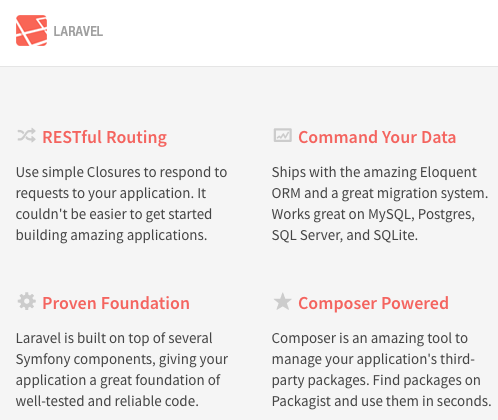 LARAVEL
RESTful Routing
Use simple Closures to respond to
requests to your application. It
couldn't be easier to get started
building amazing applications.
Command Your Data
Ships with the amazing Eloquent
ORM and a great migration system.
Works great on MySQL, Postgres,
SQL Server, and SQLite.
Proven Foundation
Laravel is built on top of several
Symfony components, giving your
application a great foundation of
well-tested and reliable code.
Composer Powered
Composer is an amazing tool to
manage your application's third-
party packages. Find packages on
Packagist and use them in seconds.